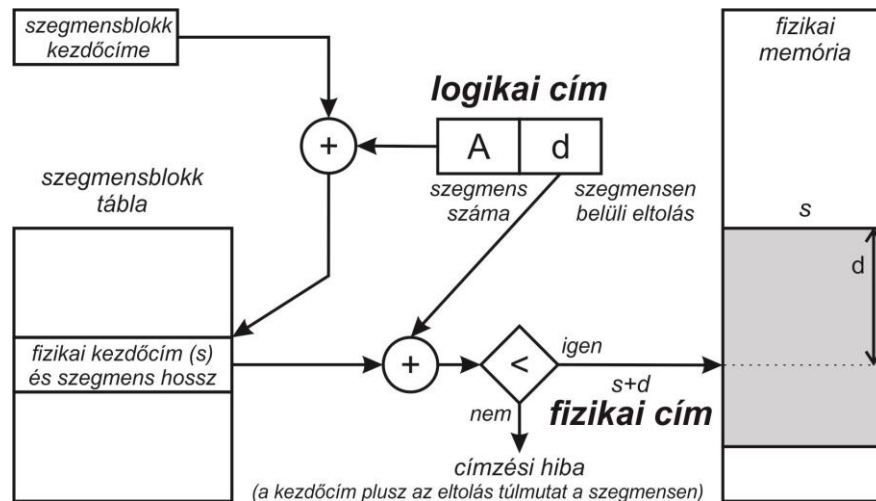 szegmensblokk
kezdőcíme
fizikai
memória
logikai cím
+
A
d
szegmens
száma
szegmensen
belüli eltolás
szegmensblokk
tábla
s
d
fizikai kezdőcím (s)
és szegmens hossz
+
<
igen
s+d
nem
fizikai cím
címzési hiba
(a kezdőcím plusz az eltolás túlmutat a szegmensen)